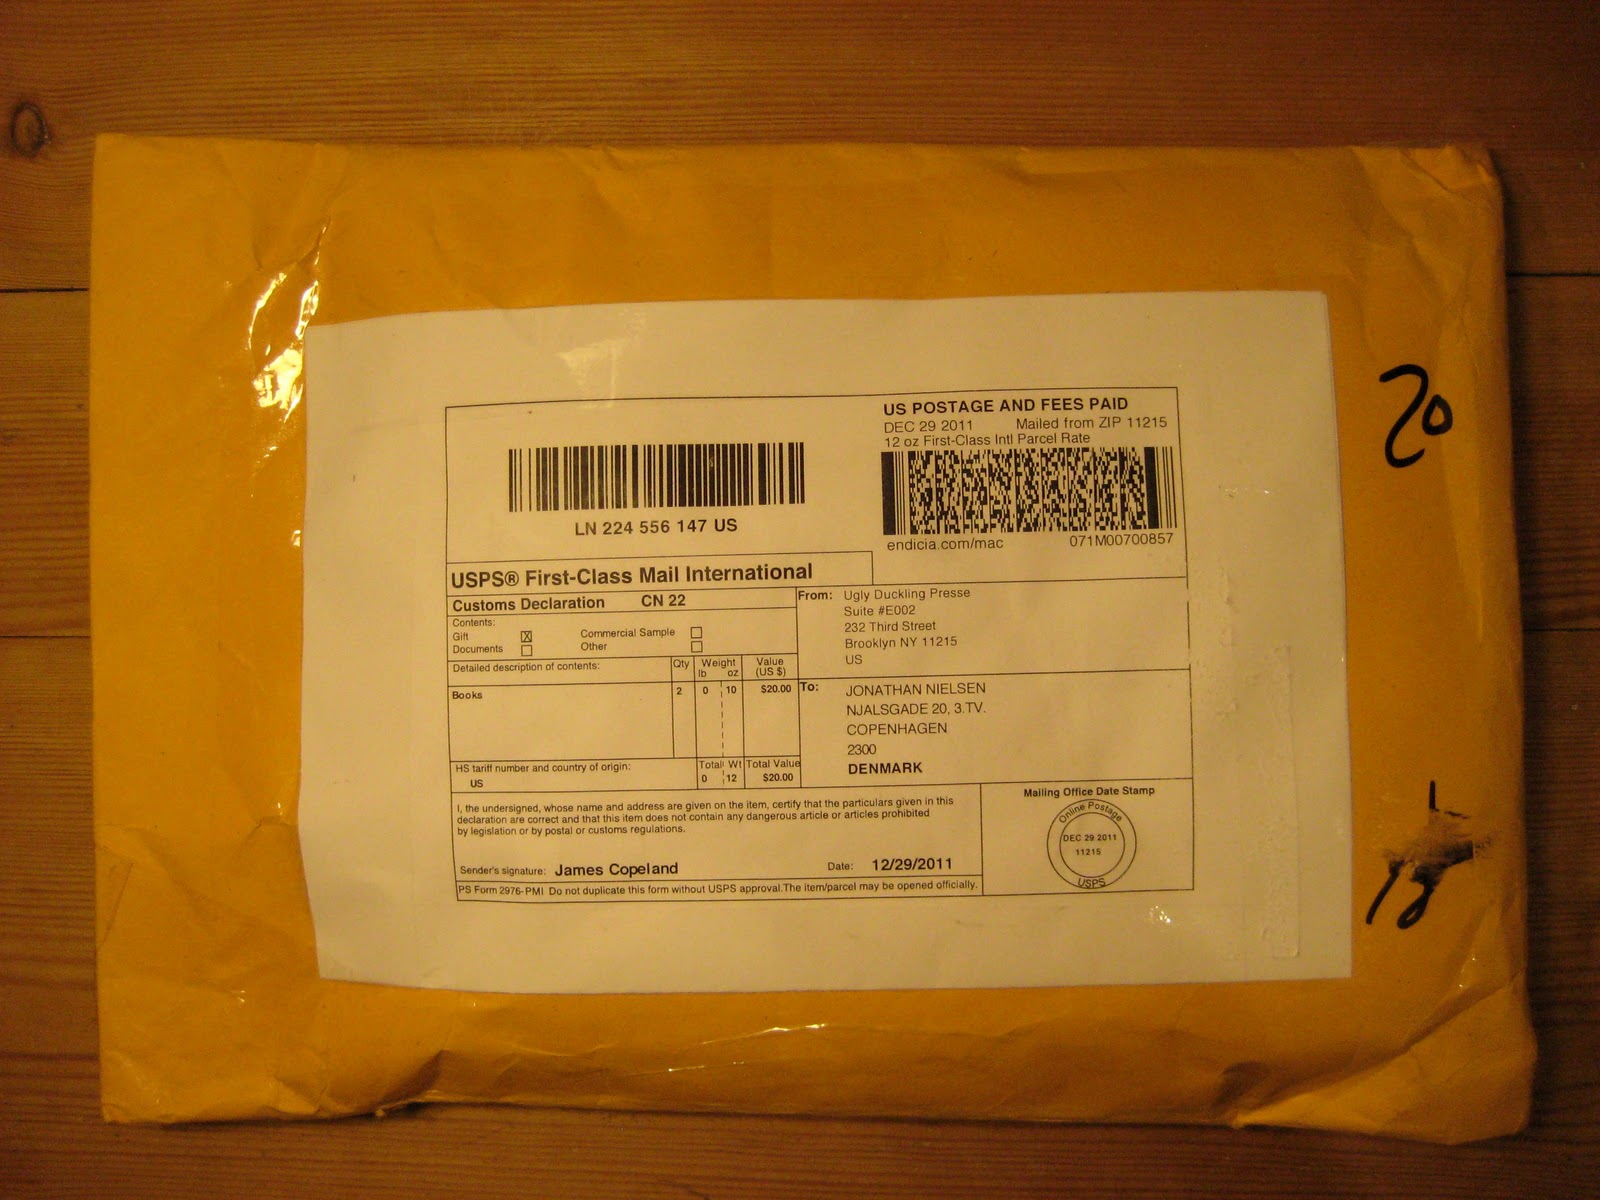 US POSTAGE AND FEES PAID
DEC 29 2011 Mailed from ZIP 11215
12 oz First-Class Intl Parcel Rate
endicia.com/mac 071M00700857
LN 224 556 147 US
USPS® First-Class Mail International
Customs Declaration CN 22
Contents:
Gift X Commercial Sample
Documents Other
Detailed description of contents: Qty Weight lb oz Value (US $)
Books 2 0 10 $20.00
HS tariff number and country of origin: Total Wt Total Value
US 0 12 $20.00
From: Ugly Duckling Presse
Suite #E002
232 Third Street
Brooklyn NY 11215
US
To: JONATHAN NIELSEN
NJALSGADE 20, 3.TV.
COPENHAGEN
2300
DENMARK
I, the undersigned, whose name and address are given on the item, certify that the particulars given in this
declaration are correct and that this item does not contain any dangerous article or articles prohibited
by legislation or by postal or customs regulations.
Sender's signature: James Copeland Date: 12/29/2011
PS Form 2976-PMI Do not duplicate this form without USPS approval.The item/parcel may be opened officially.
Mailing Office Date Stamp
Online Postage
DEC 29 2011
11215
USPS
20